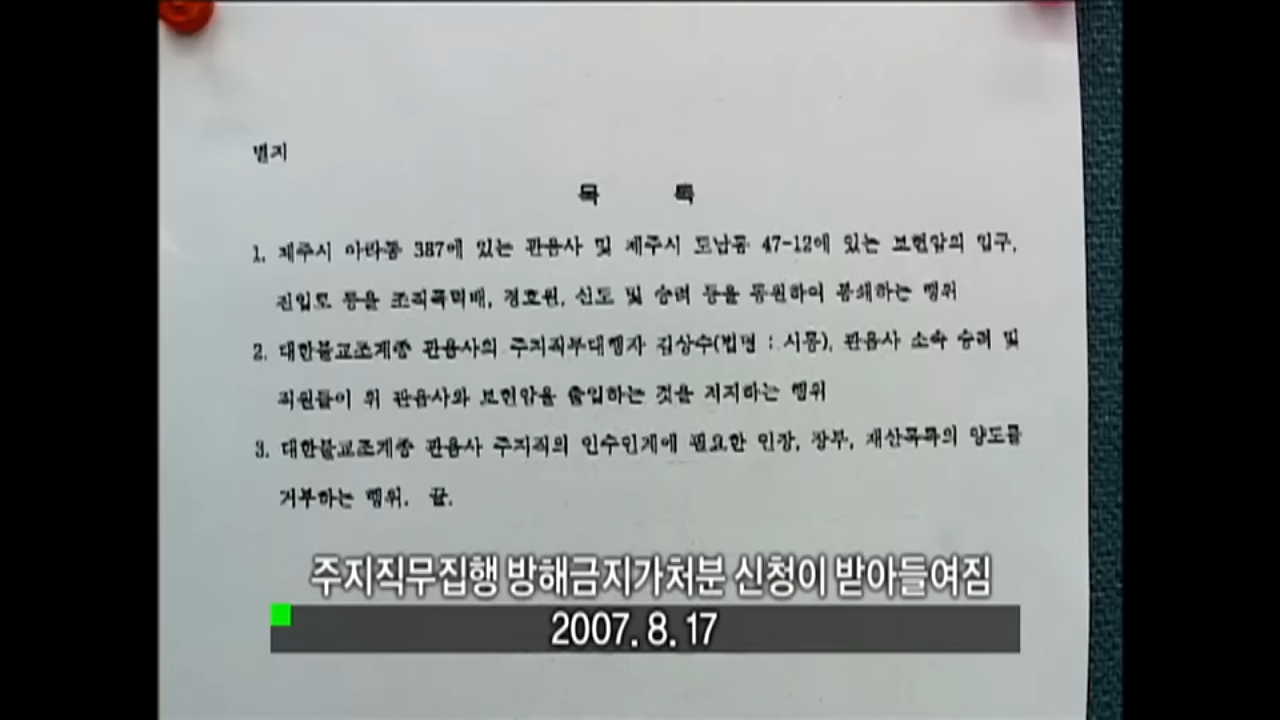 별지
목 록
1. 제주시 아라동 387에 있는 관음사 및 제주시 도남동 47-12에 있는 보현암의 입구,
진입로 등을 조직폭력배, 경호원, 신도 및 승려 등을 동원하여 봉쇄하는 행위
2. 대한불교조계종 관음사의 주지직무대행자 김상수(법명 : 시몽), 관음사 소속 승려 및
직원들이 위 관음사와 보현암을 출입하는 것을 저지하는 행위
3. 대한불교조계종 관음사 주지직의 인수인계에 필요한 인장, 장부, 재산목록의 양도를
거부하는 행위. 끝.
주지직무집행 방해금지가처분 신청이 받아들여짐
2007. 8. 17